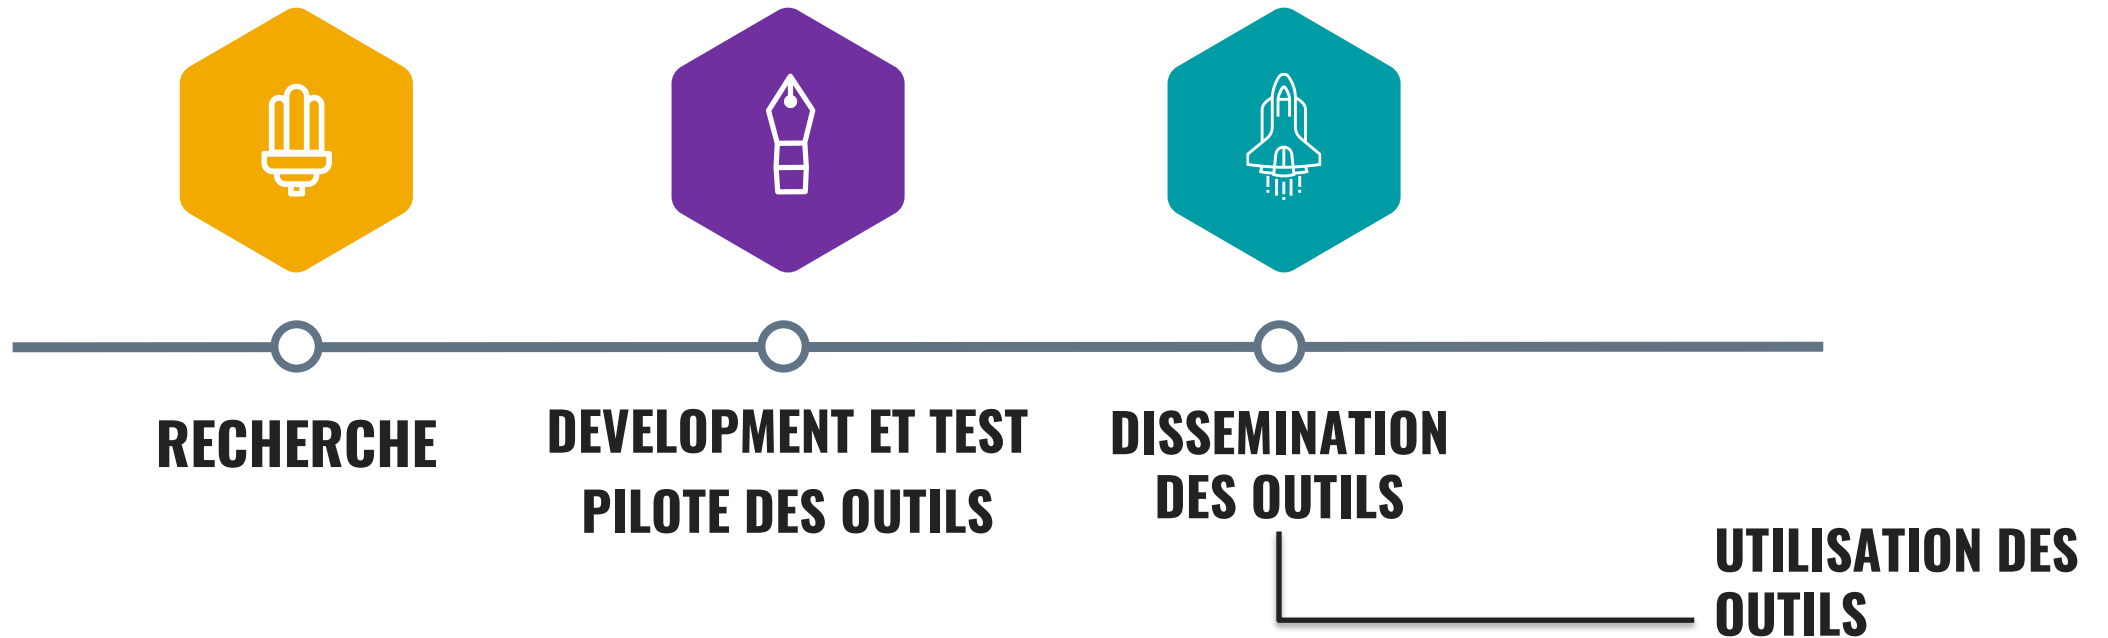 RECHERCHE
DEVELOPMENT ET TEST
PILOTE DES OUTILS
DISSEMINATION
DES OUTILS
UTILISATION DES
OUTILS